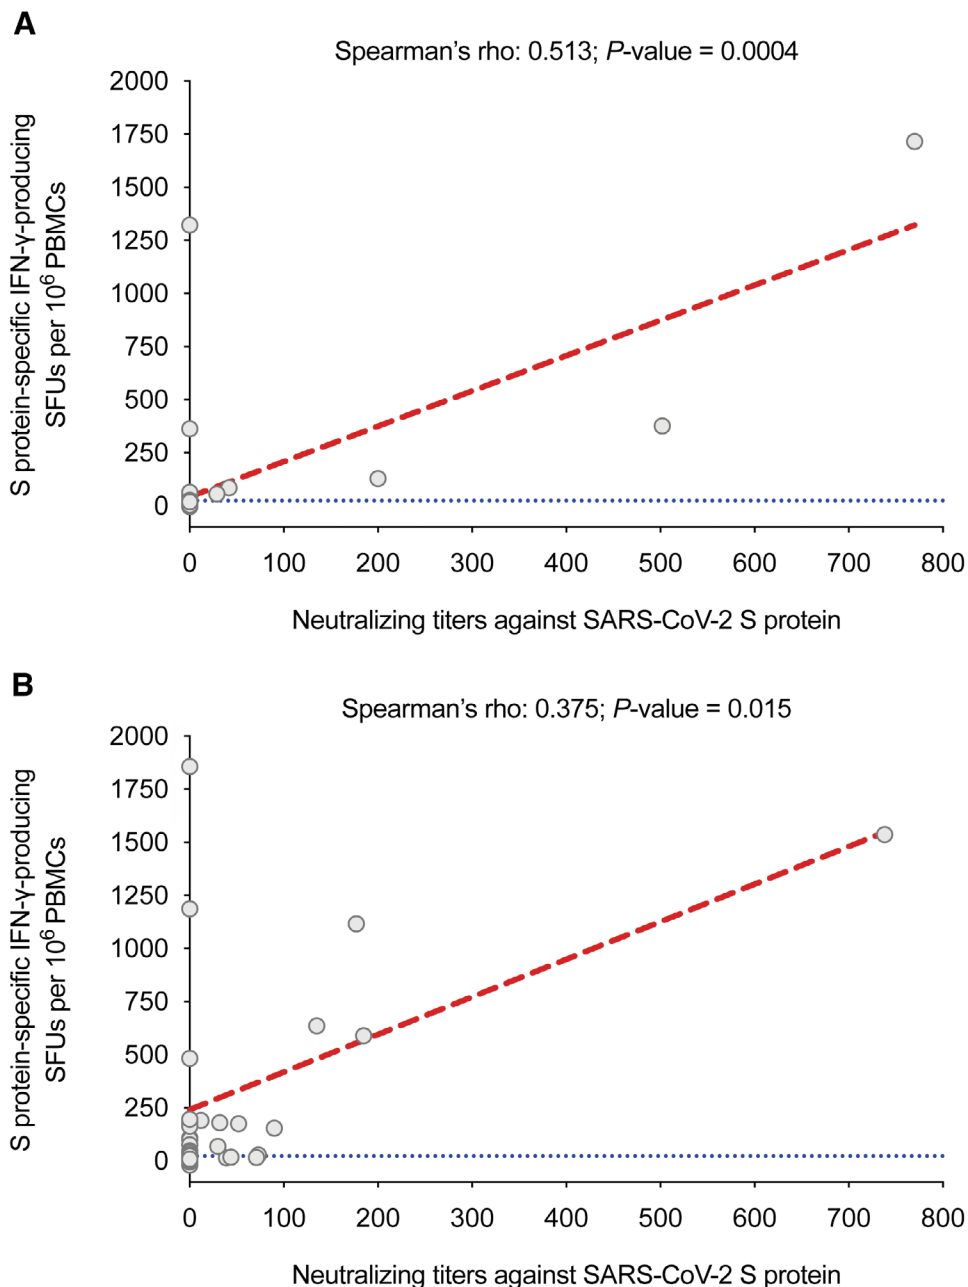 A
Spearman’s rho: 0.513; P-value = 0.0004
S protein-specific IFN-γ-producing
SFUs per 10⁶ PBMCs
2000
1750
1500
1250
1000
750
500
250
0
0 100 200 300 400 500 600 700 800
Neutralizing titers against SARS-CoV-2 S protein
B
Spearman’s rho: 0.375; P-value = 0.015
S protein-specific IFN-γ-producing
SFUs per 10⁶ PBMCs
2000
1750
1500
1250
1000
750
500
250
0
0 100 200 300 400 500 600 700 800
Neutralizing titers against SARS-CoV-2 S protein